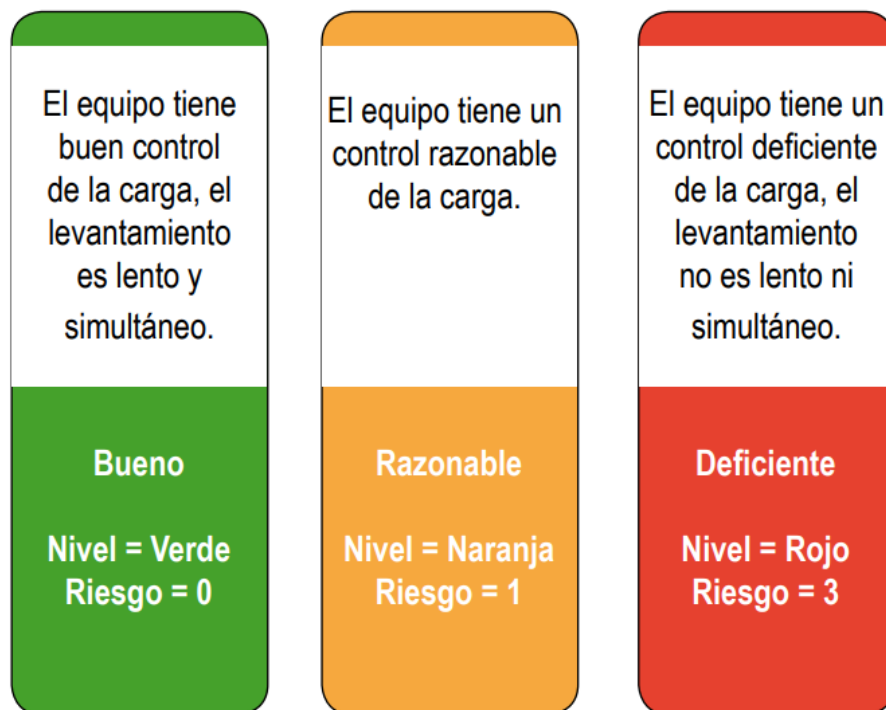 El equipo tiene
buen control
de la carga, el
levantamiento
es lento y
simultáneo.
Bueno
Nivel = Verde
Riesgo = 0
El equipo tiene un
control razonable
de la carga.
Razonable
Nivel = Naranja
Riesgo = 1
El equipo tiene un
control deficiente
de la carga, el
levantamiento
no es lento ni
simultáneo.
Deficiente
Nivel = Rojo
Riesgo = 3